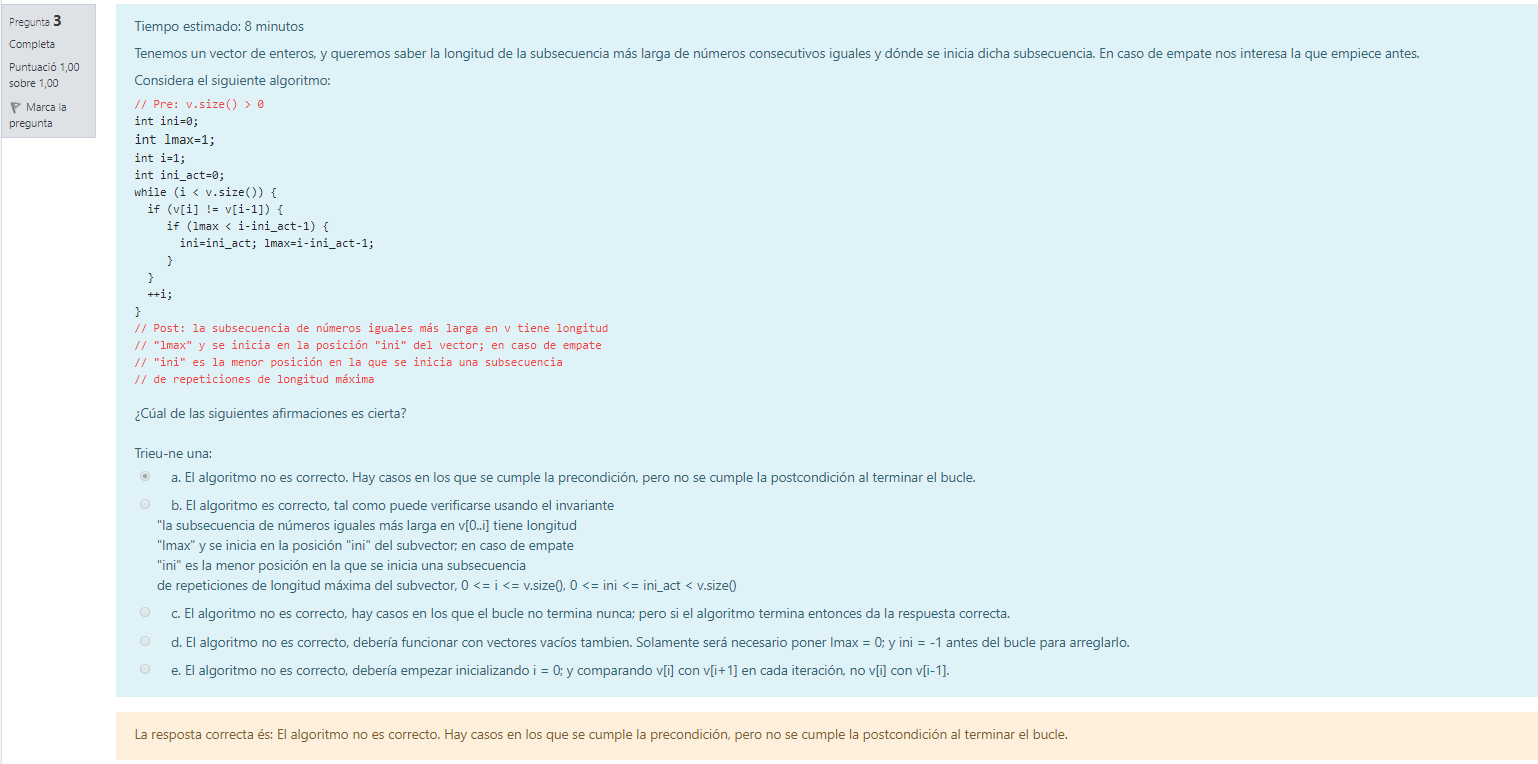 Pregunta 3
Completa
Puntuació 1,00
sobre 1,00
Marca la
pregunta
Tiempo estimado: 8 minutos
Tenemos un vector de enteros, y queremos saber la longitud de la subsecuencia más larga de números consecutivos iguales y dónde se inicia dicha subsecuencia. En caso de empate nos interesa la que empiece antes.
Considera el siguiente algoritmo:
// Pre: v.size() > 0
int ini=0;
int lmax=1;
int i=1;
int ini_act=0;
while (i < v.size()) {
if (v[i] != v[i-1]) {
if (lmax < i-ini_act-1) {
ini=ini_act; lmax=i-ini_act-1;
}
}
++i;
}
// Post: la subsecuencia de números iguales más larga en v tiene longitud
// "lmax" y se inicia en la posición "ini" del vector; en caso de empate
// "ini" es la menor posición en la que se inicia una subsecuencia
// de repeticiones de longitud máxima
¿Cúal de las siguientes afirmaciones es cierta?
Trieu-ne una:
a. El algoritmo no es correcto. Hay casos en los que se cumple la precondición, pero no se cumple la postcondición al terminar el bucle.
b. El algoritmo es correcto, tal como puede verificarse usando el invariante
"la subsecuencia de números iguales más larga en v[0..i] tiene longitud
"lmax" y se inicia en la posición "ini" del subvector; en caso de empate
"ini" es la menor posición en la que se inicia una subsecuencia
de repeticiones de longitud máxima del subvector, 0 <= i <= v.size(), 0 <= ini <= ini_act < v.size()
c. El algoritmo no es correcto, hay casos en los que el bucle no termina nunca; pero si el algoritmo termina entonces da la respuesta correcta.
d. El algoritmo no es correcto, debería funcionar con vectores vacíos tambien. Solamente será necesario poner lmax = 0; y ini = -1 antes del bucle para arreglarlo.
e. El algoritmo no es correcto, debería empezar inicializando i = 0; y comparando v[i] con v[i+1] en cada iteración, no v[i] con v[i-1].
La resposta correcta és: El algoritmo no es correcto. Hay casos en los que se cumple la precondición, pero no se cumple la postcondición al terminar el bucle.